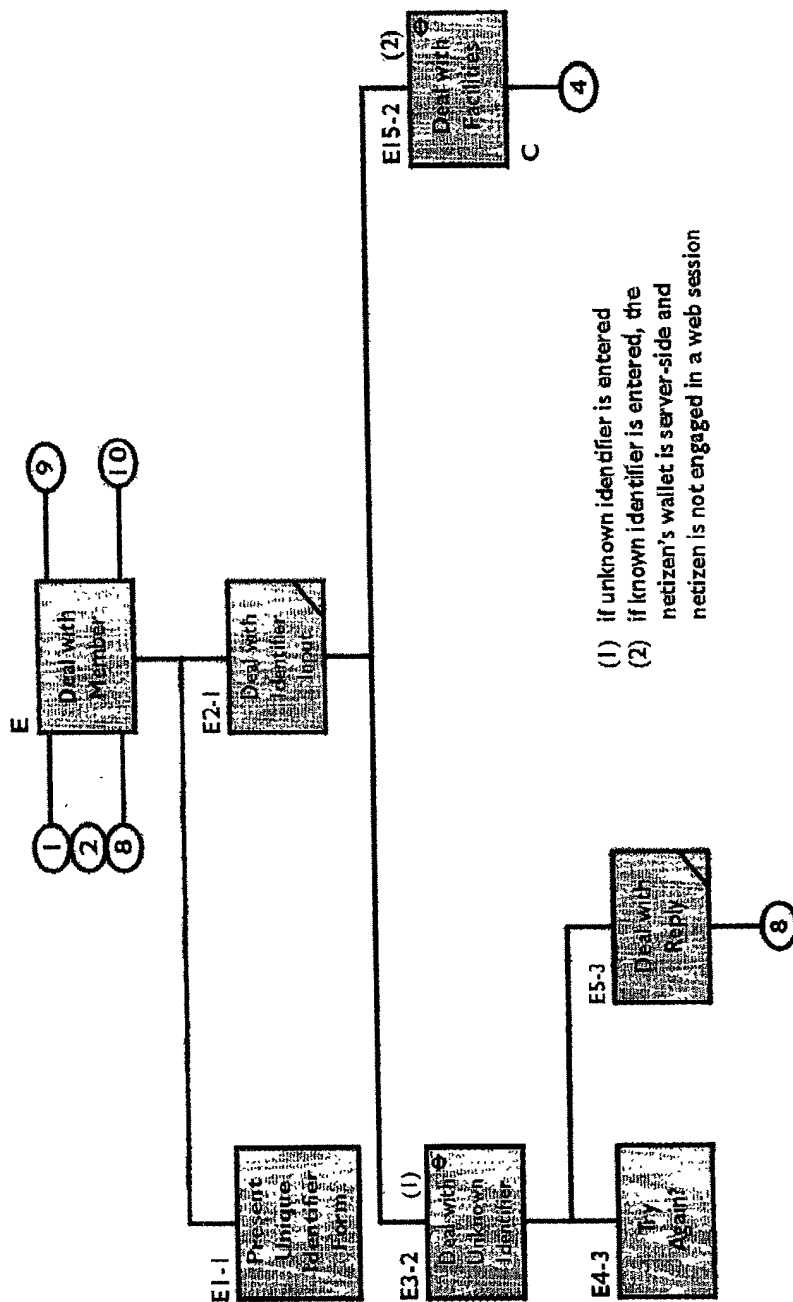 E
Deal with
Member
1
2
8
9
10
E1-1
Present
Unique
Identifier
Form
E2-1
Deal with
Identifier
Input
E3-2
(1)
Deal with
Unknown
Identifier
E15-2
(2)
Deal with
Facilities
C
4
E4-3
Try
Again?
E5-3
Deal with
Reply
8
(1) if unknown identifier is entered
(2) if known identifier is entered, the
netizen's wallet is server-side and
netizen is not engaged in a web session